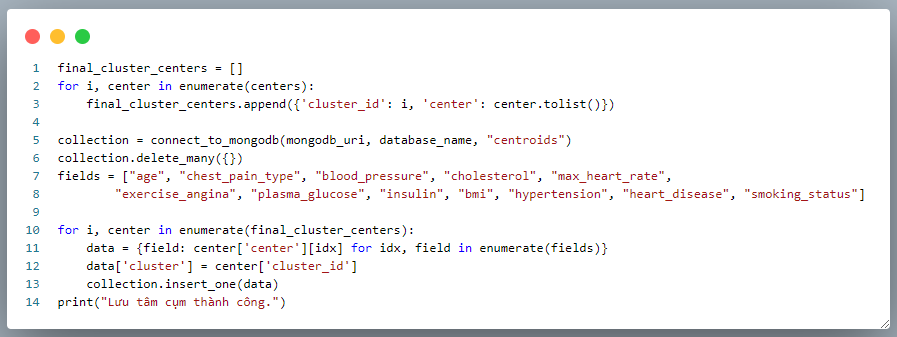 1 final_cluster_centers = []
2 for i, center in enumerate(centers):
3     final_cluster_centers.append({'cluster_id': i, 'center': center.tolist()})
4
5 collection = connect_to_mongodb(mongodb_uri, database_name, "centroids")
6 collection.delete_many({})
7 fields = ["age", "chest_pain_type", "blood_pressure", "cholesterol", "max_heart_rate",
8         "exercise_angina", "plasma_glucose", "insulin", "bmi", "hypertension", "heart_disease", "smoking_status"]
9
10 for i, center in enumerate(final_cluster_centers):
11     data = {field: center['center'][idx] for idx, field in enumerate(fields)}
12     data['cluster'] = center['cluster_id']
13     collection.insert_one(data)
14 print("Lưu tâm cụm thành công.")